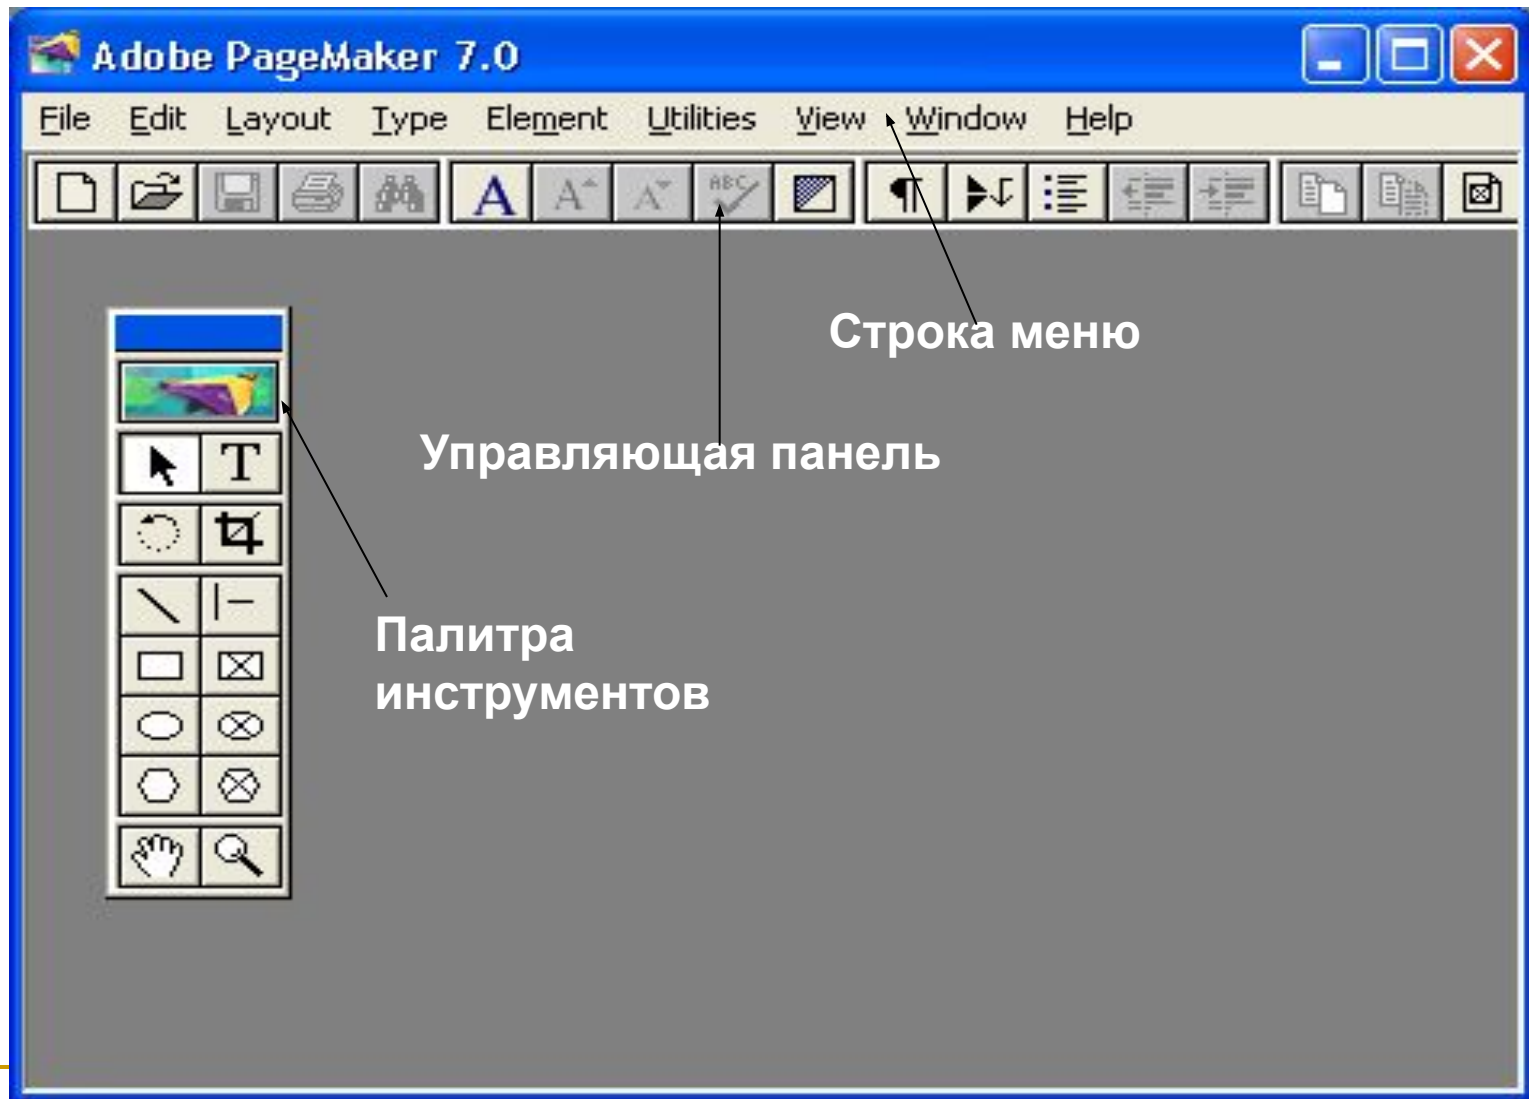 Adobe PageMaker 7.0
File Edit Layout Type Element Utilities View Window Help
A A A ABC ¶
Строка меню
Управляющая панель
T
Палитра
инструментов